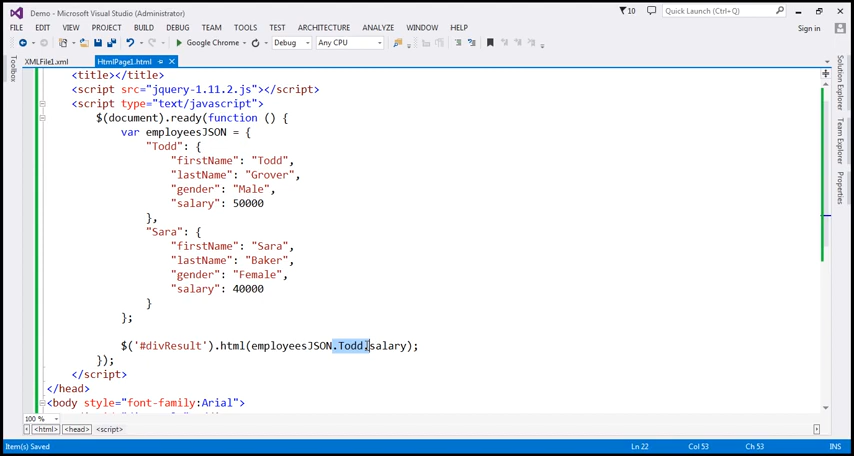 Demo - Microsoft Visual Studio (Administrator)
10
Quick Launch (Ctrl+Q)
FILE EDIT VIEW PROJECT BUILD DEBUG TEAM TOOLS TEST ARCHITECTURE ANALYZE WINDOW HELP
Sign in
Google Chrome Debug Any CPU
XMLFile1.xml HtmlPage1.html
Toolbox
Solution Explorer
Team Explorer
Properties
<title></title>
<script src="jquery-1.11.2.js"></script>
<script type="text/javascript">
$(document).ready(function () {
var employeesJSON = {
"Todd": {
"firstName": "Todd",
"lastName": "Grover",
"gender": "Male",
"salary": 50000
},
"Sara": {
"firstName": "Sara",
"lastName": "Baker",
"gender": "Female",
"salary": 40000
}
};
$('#divResult').html(employeesJSON.Todd.salary);
});
</script>
</head>
<body style="font-family:Arial">
100 %
<html> <head> <script>
Item(s) Saved Ln 22 Col 53 Ch 53 INS